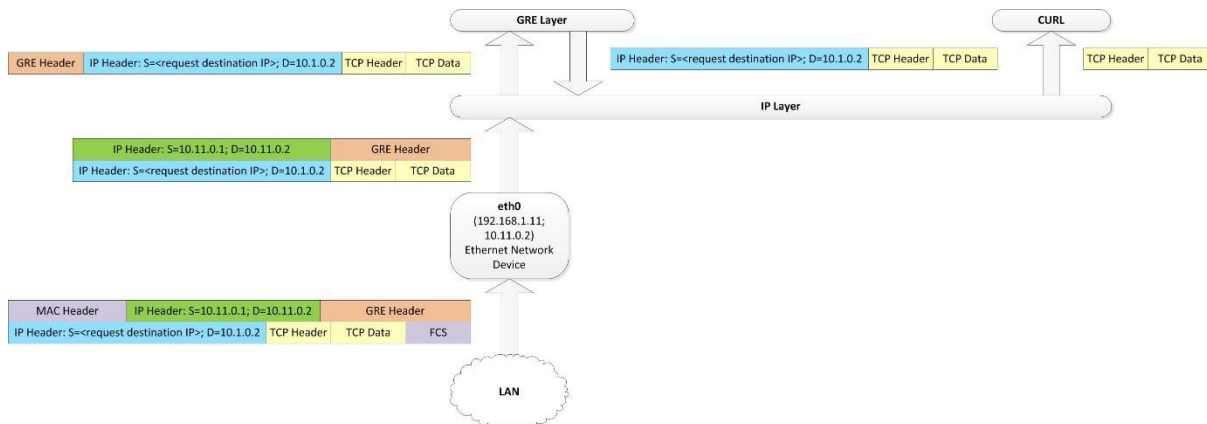 GRE Layer
CURL
GRE Header IP Header: S=<request destination IP>; D=10.1.0.2 TCP Header TCP Data
IP Header: S=<request destination IP>; D=10.1.0.2 TCP Header TCP Data
TCP Header TCP Data
IP Layer
IP Header: S=10.11.0.1; D=10.11.0.2 GRE Header
IP Header: S=<request destination IP>; D=10.1.0.2 TCP Header TCP Data
eth0
(192.168.1.11;
10.11.0.2)
Ethernet Network
Device
MAC Header IP Header: S=10.11.0.1; D=10.11.0.2 GRE Header
IP Header: S=<request destination IP>; D=10.1.0.2 TCP Header TCP Data FCS
LAN